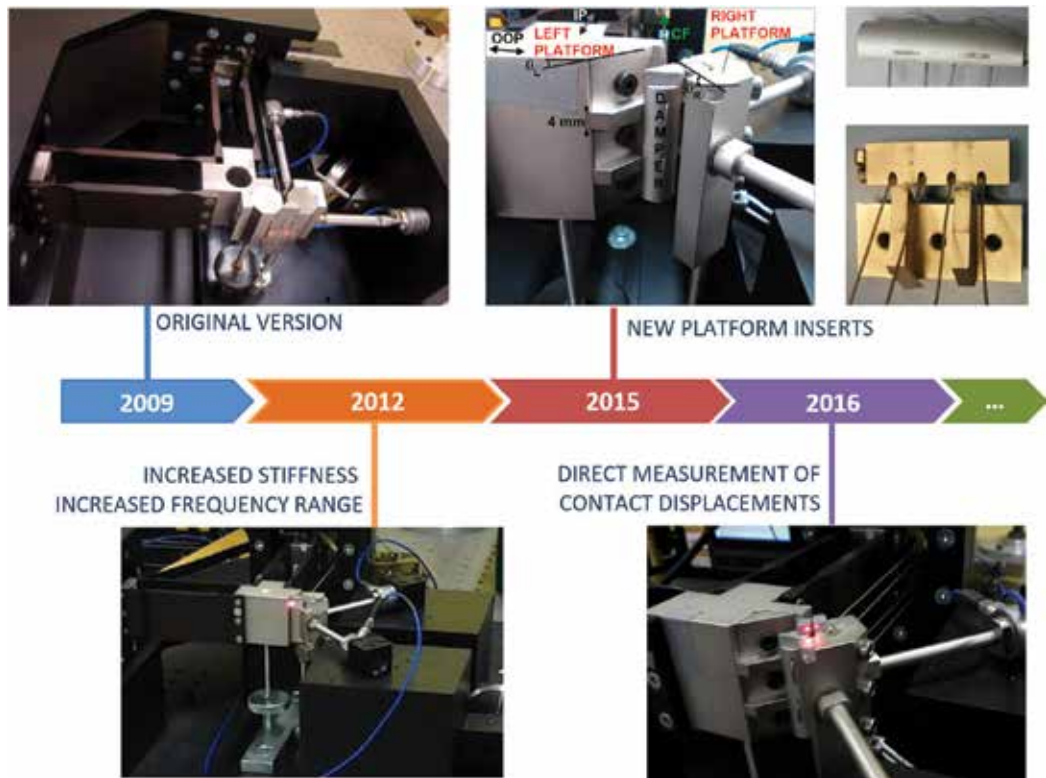 IP
CF
RIGHT
PLATFORM
OOP
LEFT
PLATFORM
θL
4 mm
DAMPER
ORIGINAL VERSION
NEW PLATFORM INSERTS
2009
2012
2015
2016
...
INCREASED STIFFNESS
INCREASED FREQUENCY RANGE
DIRECT MEASUREMENT OF
CONTACT DISPLACEMENTS